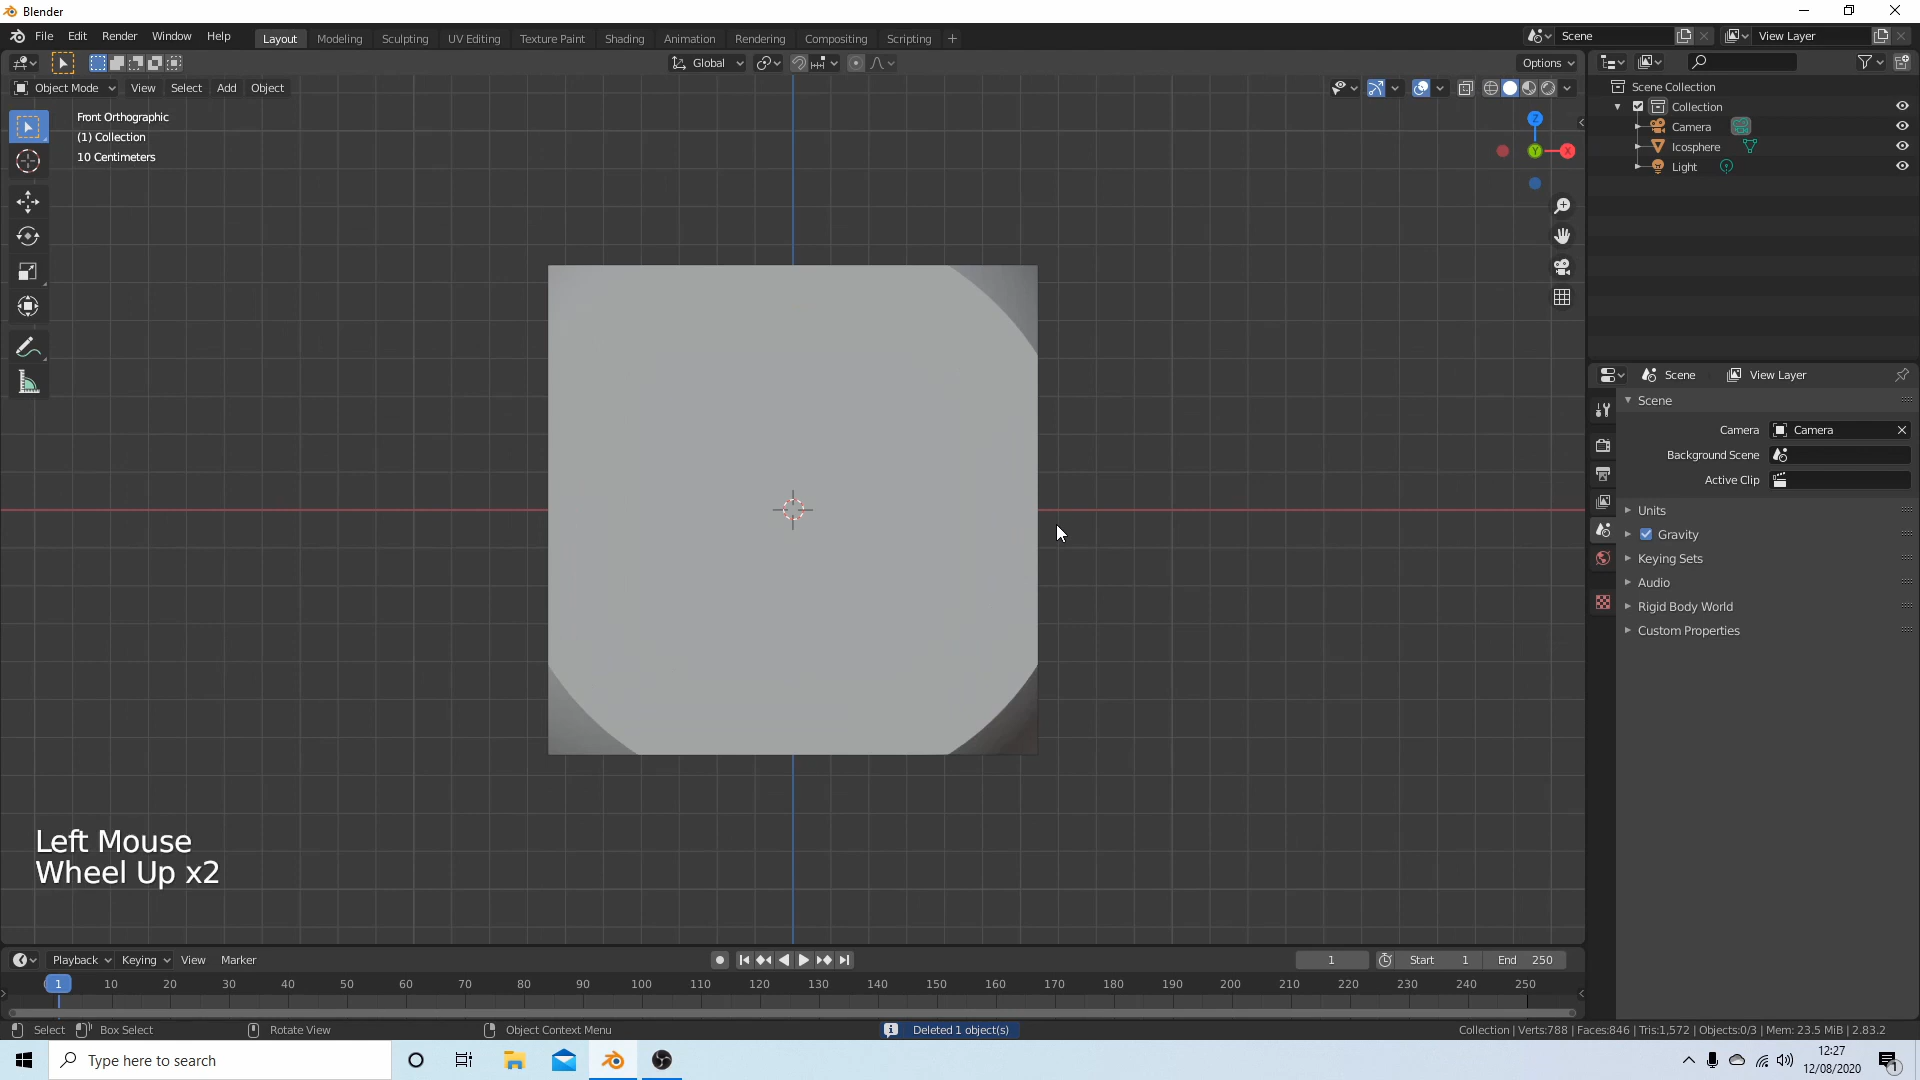 Blender
File Edit Render Window Help
Layout Modeling Sculpting UV Editing Texture Paint Shading Animation Rendering Compositing Scripting +
Scene
View Layer
Global
Options
Object Mode View Select Add Object
Front Orthographic
(1) Collection
10 Centimeters
Z
Y
X
Scene Collection
Collection
Camera
Icosphere
Light
Scene View Layer
Scene
Camera Camera
Background Scene
Active Clip
Units
Gravity
Keying Sets
Audio
Rigid Body World
Custom Properties
Left Mouse
Wheel Up x2
Playback Keying View Marker
1 Start 1 End 250
1 10 20 30 40 50 60 70 80 90 100 110 120 130 140 150 160 170 180 190 200 210 220 230 240 250
Select Box Select Rotate View Object Context Menu
Deleted 1 object(s)
Collection | Verts:788 | Faces:846 | Tris:1,572 | Objects:0/3 | Mem: 23.5 MiB | 2.83.2
Type here to search
12:27
12/08/2020
1